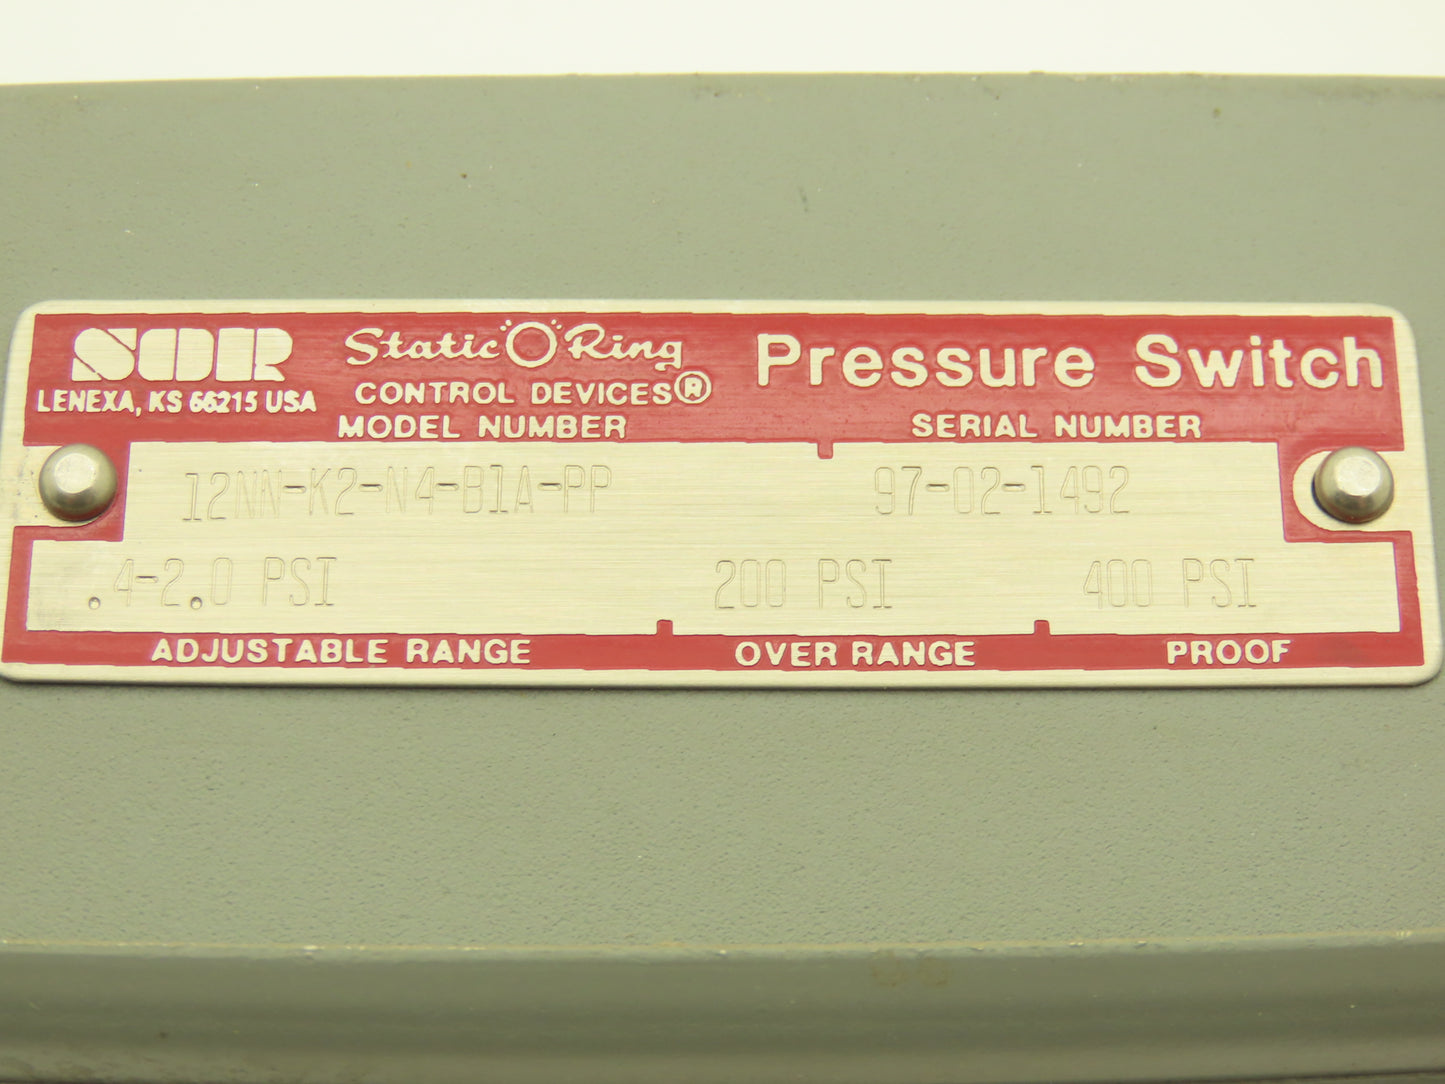 SOR Static "O" Ring Pressure Switch
LENEXA, KS 66215 USA CONTROL DEVICES®
MODEL NUMBER SERIAL NUMBER
12NN-K2-N4-B1A-PP 97-02-1492
.4-2.0 PSI 200 PSI 400 PSI
ADJUSTABLE RANGE OVER RANGE PROOF